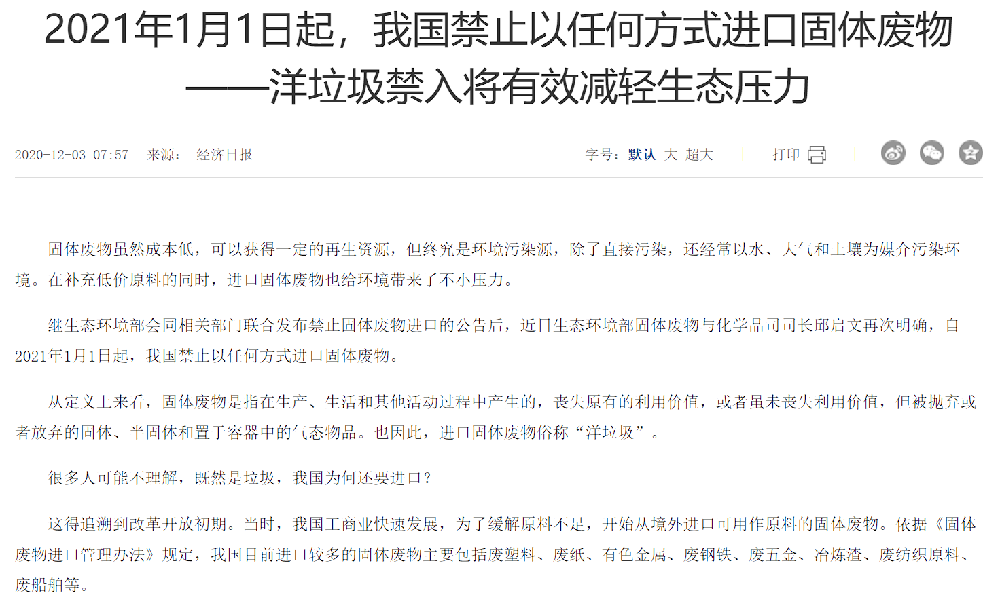 2021年1月1日起，我国禁止以任何方式进口固体废物
——洋垃圾禁入将有效减轻生态压力
2020-12-03 07:57 来源： 经济日报 字号：默认 大 超大 | 打印 |
固体废物虽然成本低，可以获得一定的再生资源，但终究是环境污染源，除了直接污染，还经常以水、大气和土壤为媒介污染环
境。在补充低价原料的同时，进口固体废物也给环境带来了不小压力。
继生态环境部会同相关部门联合发布禁止固体废物进口的公告后，近日生态环境部固体废物与化学品司司长邱启文再次明确，自
2021年1月1日起，我国禁止以任何方式进口固体废物。
从定义上来看，固体废物是指在生产、生活和其他活动过程中产生的，丧失原有的利用价值，或者虽未丧失利用价值，但被抛弃或
者放弃的固体、半固体和置于容器中的气态物品。也因此，进口固体废物俗称“洋垃圾”。
很多人可能不理解，既然是垃圾，我国为何还要进口？
这得追溯到改革开放初期。当时，我国工商业快速发展，为了缓解原料不足，开始从境外进口可用作原料的固体废物。依据《固体
废物进口管理办法》规定，我国目前进口较多的固体废物主要包括废塑料、废纸、有色金属、废钢铁、废五金、冶炼渣、废纺织原料、
废船舶等。